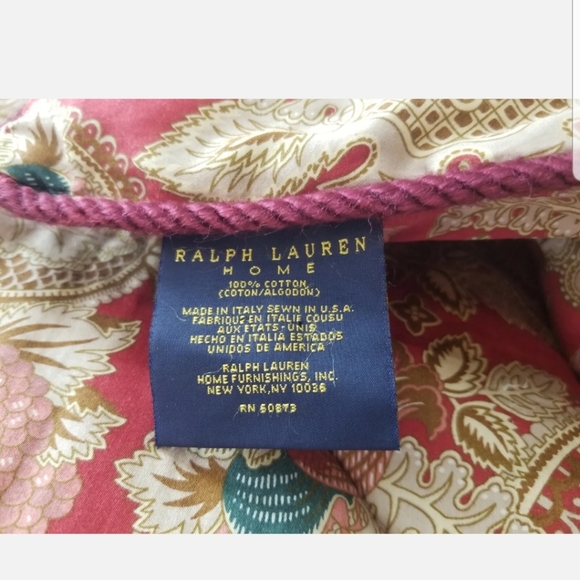 RALPH LAUREN
HOME
100% COTTON
(COTON/ALGODON)
MADE IN ITALY SEWN IN U.S.A.
FABRIQUE EN ITALIE COUSU
AUX ETATS-UNIS
HECHO EN ITALIA ESTADOS
UNIDOS DE AMERICA
RALPH LAUREN
HOME FURNISHINGS, INC.
NEW YORK, NY 10036
RN 50873